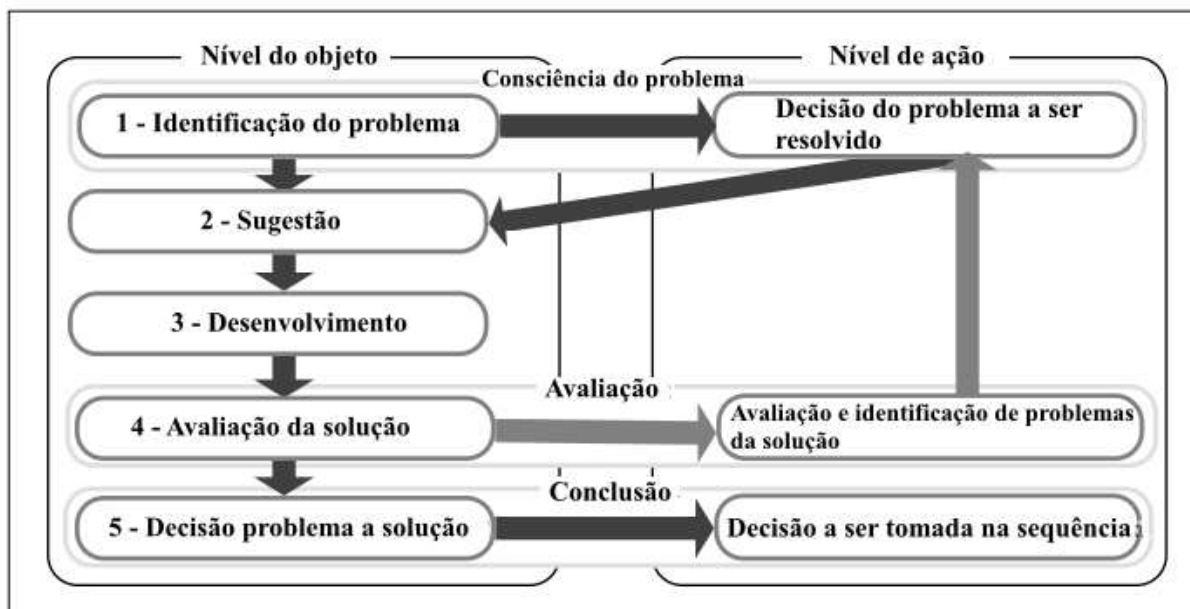 Nível do objeto
Nível de ação
Consciência do problema
1 - Identificação do problema
Decisão do problema a ser
resolvido
2 - Sugestão
3 - Desenvolvimento
Avaliação
4 - Avaliação da solução
Avaliação e identificação de problemas
da solução
Conclusão
5 - Decisão problema a solução
Decisão a ser tomada na sequência